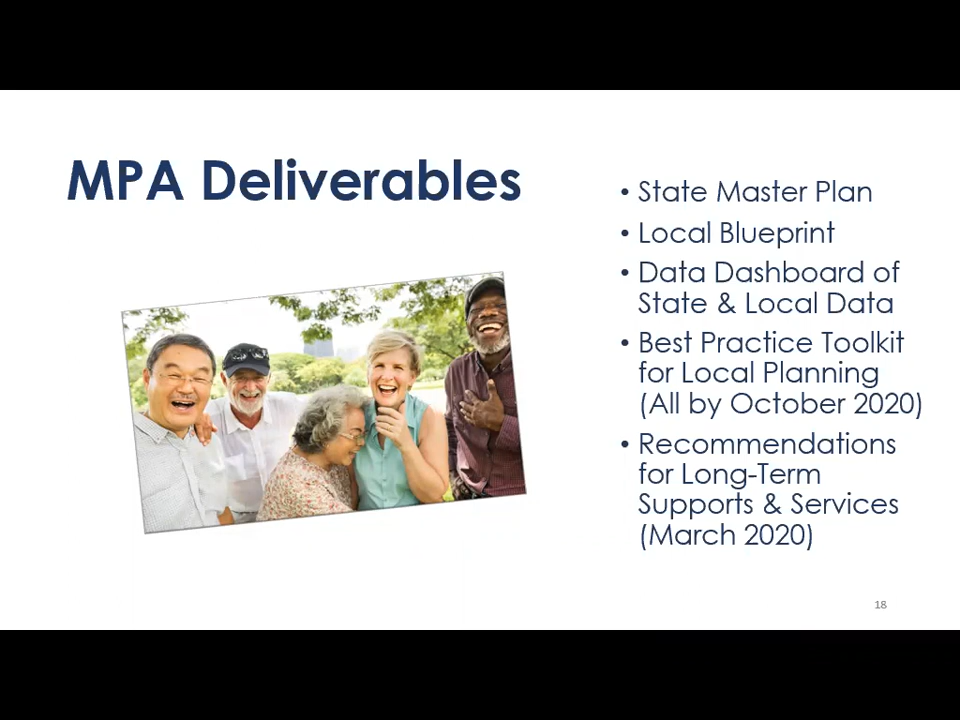 MPA Deliverables
• State Master Plan
• Local Blueprint
• Data Dashboard of
State & Local Data
• Best Practice Toolkit
for Local Planning
(All by October 2020)
• Recommendations
for Long-Term
Supports & Services
(March 2020)
18